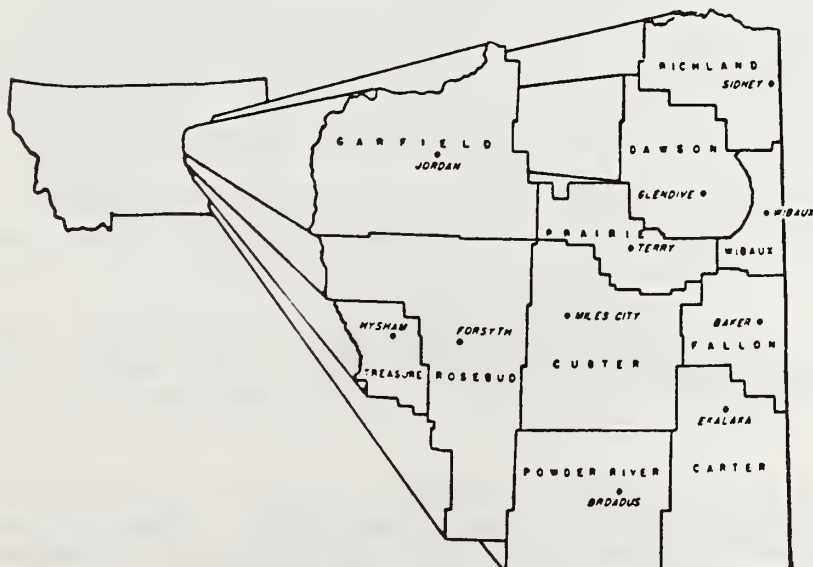 RICHLAND
SIDNEY
GARFIELD
JORDAN
DAWSON
GLENDIVE
WIBAUX
PRAIRIE
TERRY
WIBAUX
HYSHAM
FORSYTH
MILES CITY
BAKER
FALLON
TREASURE
ROSEBUD
CUSTER
EKALAKA
POWDER RIVER
CARTER
BROADUS